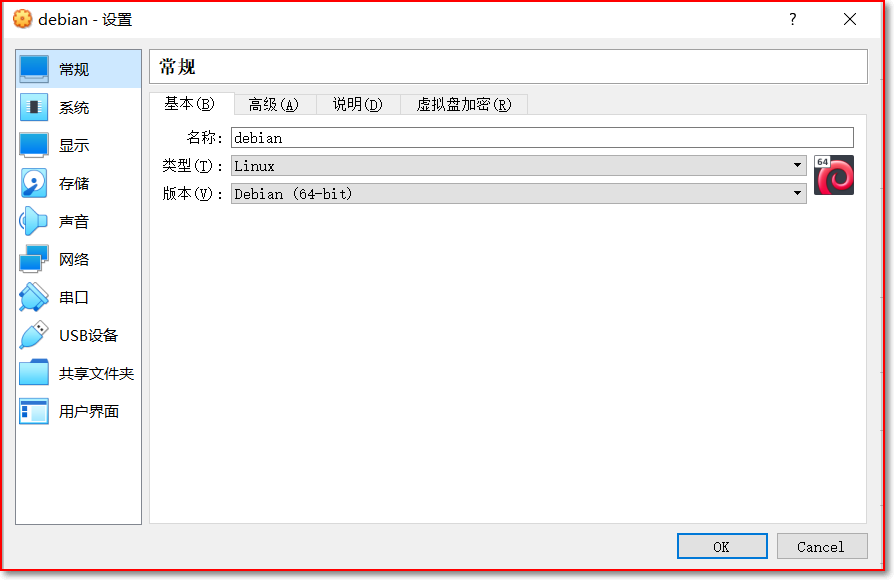 debian - 设置
?
常规
系统
显示
存储
声音
网络
串口
USB设备
共享文件夹
用户界面
常规
基本(B) 高级(A) 说明(D) 虚拟盘加密(R)
名称: debian
类型(T): Linux
64
版本(V): Debian (64-bit)
OK Cancel